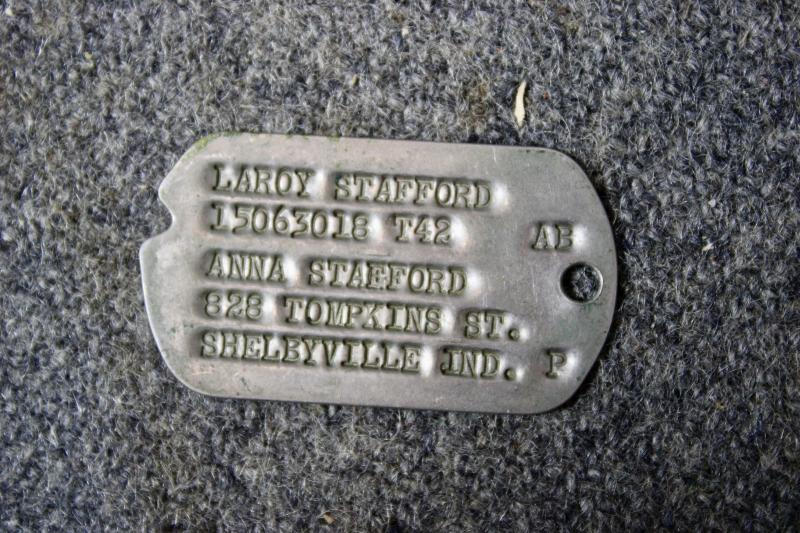 LAROY STAFFORD
15063018 T42 AB
ANNA STAFFORD
828 TOMPKINS ST.
SHELBYVILLE IND. P